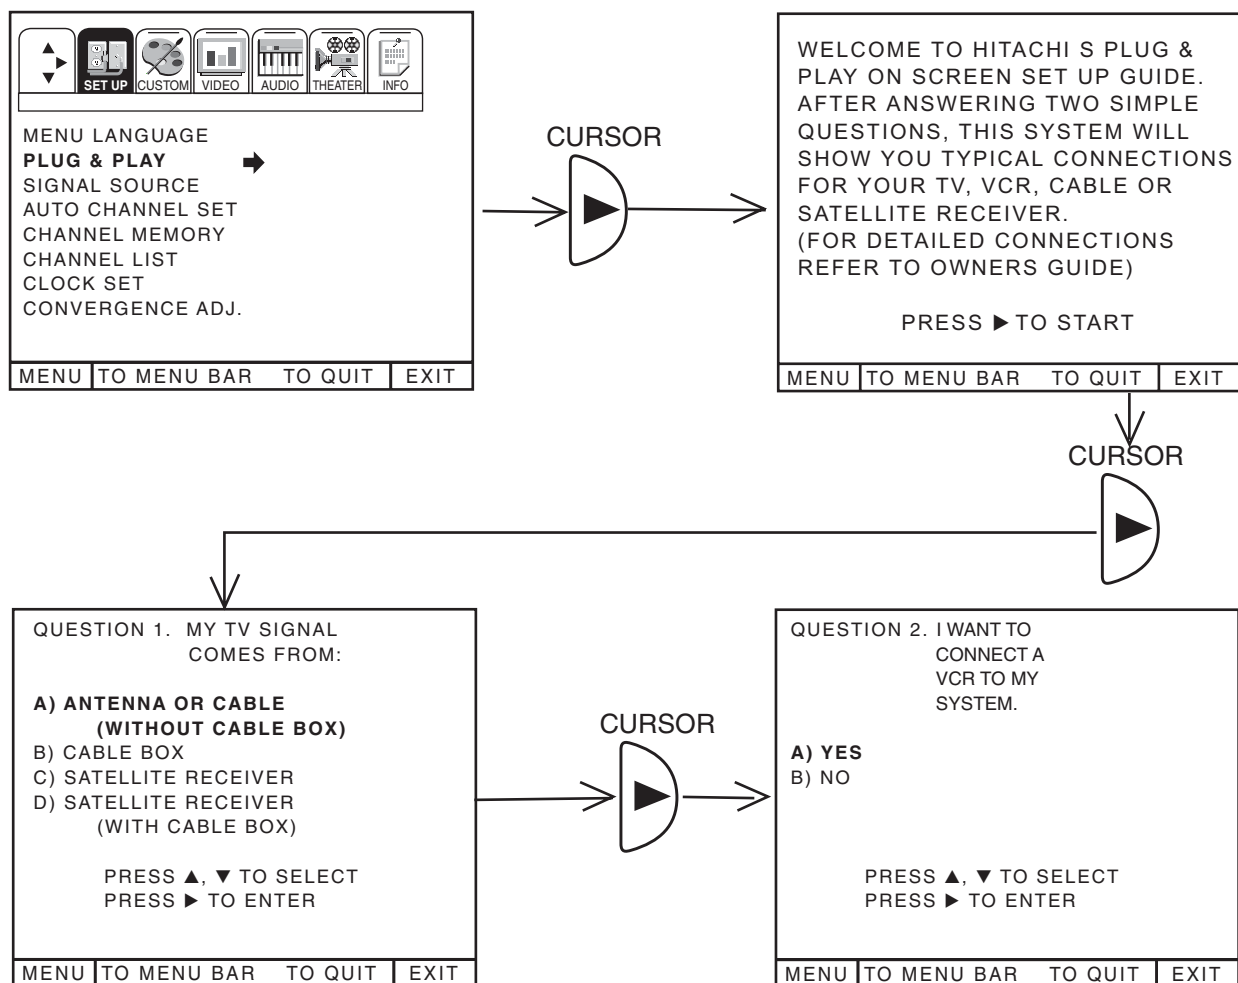 SET UP CUSTOM VIDEO AUDIO THEATER INFO
MENU LANGUAGE
PLUG & PLAY
SIGNAL SOURCE
AUTO CHANNEL SET
CHANNEL MEMORY
CHANNEL LIST
CLOCK SET
CONVERGENCE ADJ.
MENU TO MENU BAR TO QUIT EXIT
CURSOR
WELCOME TO HITACHI S PLUG &
PLAY ON SCREEN SET UP GUIDE.
AFTER ANSWERING TWO SIMPLE
QUESTIONS, THIS SYSTEM WILL
SHOW YOU TYPICAL CONNECTIONS
FOR YOUR TV, VCR, CABLE OR
SATELLITE RECEIVER.
(FOR DETAILED CONNECTIONS
REFER TO OWNERS GUIDE)
PRESS ▶ TO START
MENU TO MENU BAR TO QUIT EXIT
CURSOR
QUESTION 1. MY TV SIGNAL
COMES FROM:
A) ANTENNA OR CABLE
(WITHOUT CABLE BOX)
B) CABLE BOX
C) SATELLITE RECEIVER
D) SATELLITE RECEIVER
(WITH CABLE BOX)
PRESS ▲, ▼ TO SELECT
PRESS ▶ TO ENTER
MENU TO MENU BAR TO QUIT EXIT
CURSOR
QUESTION 2. I WANT TO
CONNECT A
VCR TO MY
SYSTEM.
A) YES
B) NO
PRESS ▲, ▼ TO SELECT
PRESS ▶ TO ENTER
MENU TO MENU BAR TO QUIT EXIT